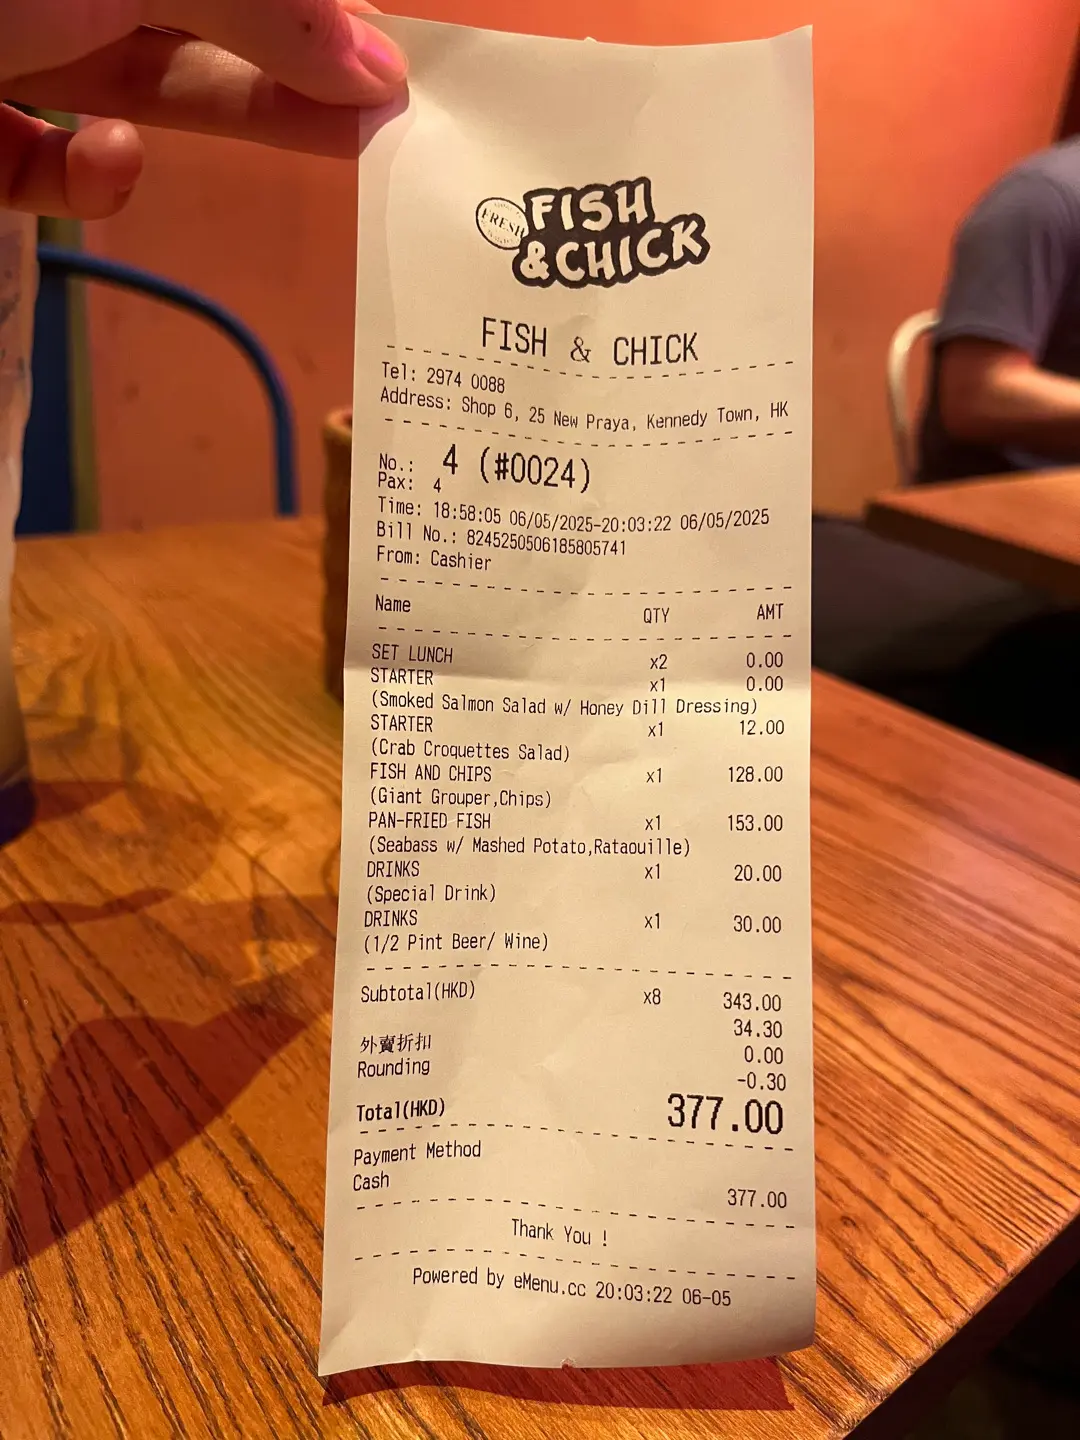 FRESH
FISH
&CHICK
FISH & CHICK
Tel: 2974 0088
Address: Shop 6, 25 New Praya, Kennedy Town, HK
No.: 4 (#0024)
Pax: 4
Time: 18:58:05 06/05/2025-20:03:22 06/05/2025
Bill No.: 8245250506185805741
From: Cashier
Name QTY AMT
SET LUNCH x2 0.00
STARTER x1 0.00
(Smoked Salmon Salad w/ Honey Dill Dressing)
STARTER x1 12.00
(Crab Croquettes Salad)
FISH AND CHIPS x1 128.00
(Giant Grouper,Chips)
PAN-FRIED FISH x1 153.00
(Seabass w/ Mashed Potato,Rataouille)
DRINKS x1 20.00
(Special Drink)
DRINKS x1 30.00
(1/2 Pint Beer/ Wine)
Subtotal(HKD) x8 343.00
34.30
外賣折扣 0.00
Rounding -0.30
Total(HKD) 377.00
Payment Method
Cash 377.00
Thank You !
Powered by eMenu.cc 20:03:22 06-05